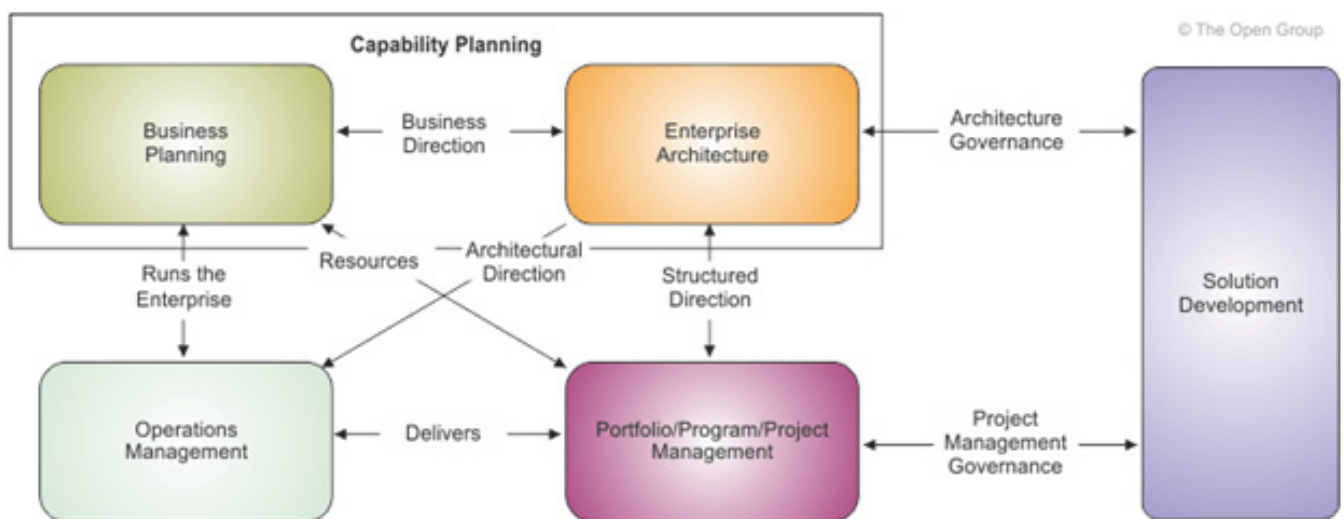 © The Open Group
Capability Planning
Business
Planning
Business
Direction
Enterprise
Architecture
Architecture
Governance
Runs the
Enterprise
Resources
Architectural
Direction
Structured
Direction
Solution
Development
Operations
Management
Delivers
Portfolio/Program/Project
Management
Project
Management
Governance